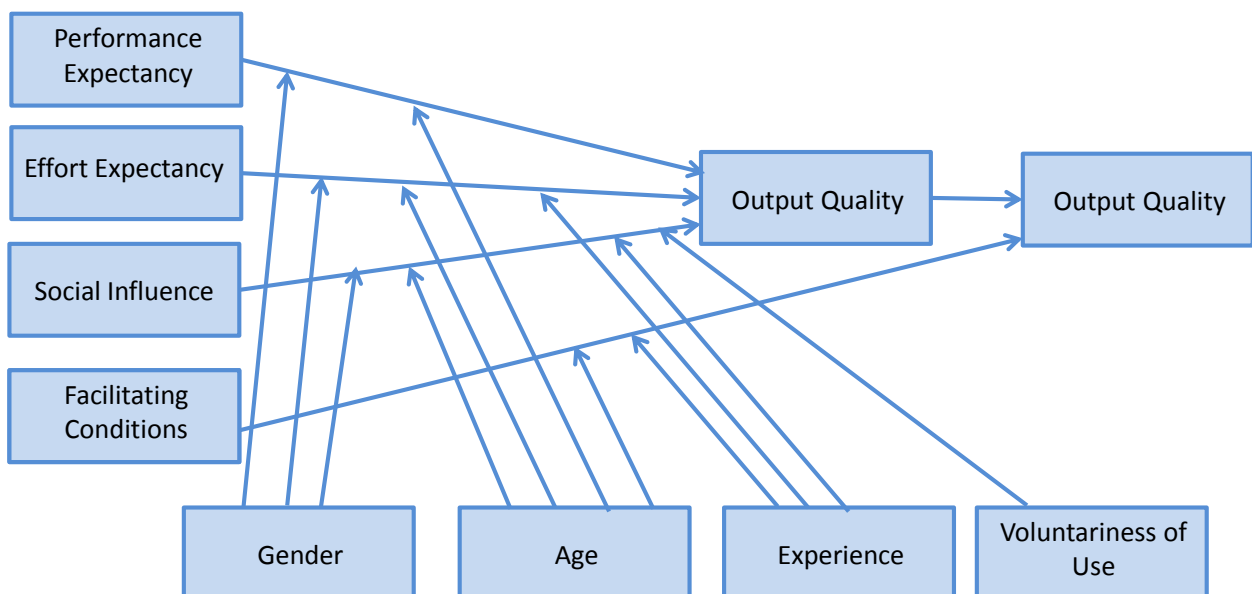 Performance
Expectancy
Effort Expectancy
Output Quality
Output Quality
Social Influence
Facilitating
Conditions
Gender
Age
Experience
Voluntariness of
Use